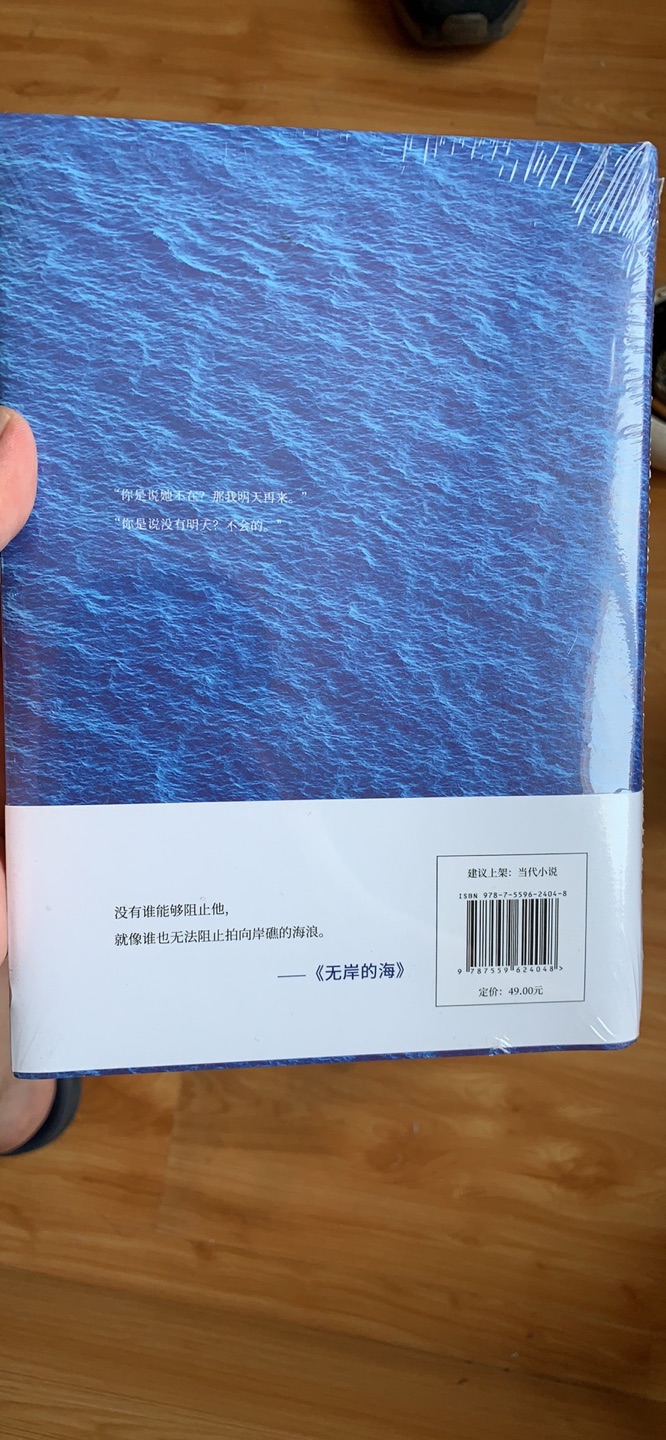 “你是说她不在？那我明天再来。”
“你是说没有明天？不会的。”
没有谁能够阻止他，
就像谁也无法阻止拍向岸礁的海浪。
——《无岸的海》
建议上架：当代小说
ISBN 978-7-5596-2404-8
9 787559 624048 >
定价：49.00元